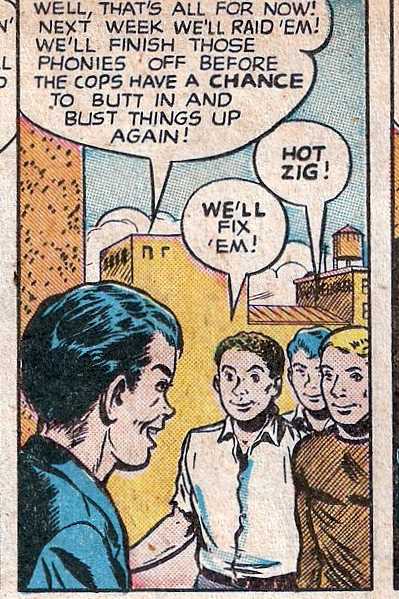 WELL, THAT'S ALL FOR NOW!
NEXT WEEK WE'LL RAID 'EM!
WE'LL FINISH THOSE
PHONIES OFF BEFORE
THE COPS HAVE A CHANCE
TO BUTT IN AND
BUST THINGS UP
AGAIN!
WE'LL
FIX
'EM!
HOT
ZIG!